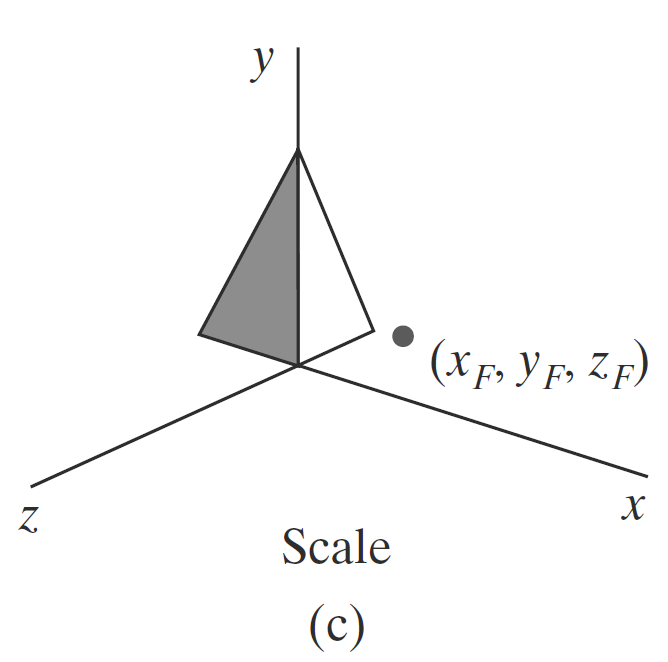 y
(x_F, y_F, z_F)
z
x
Scale
(c)